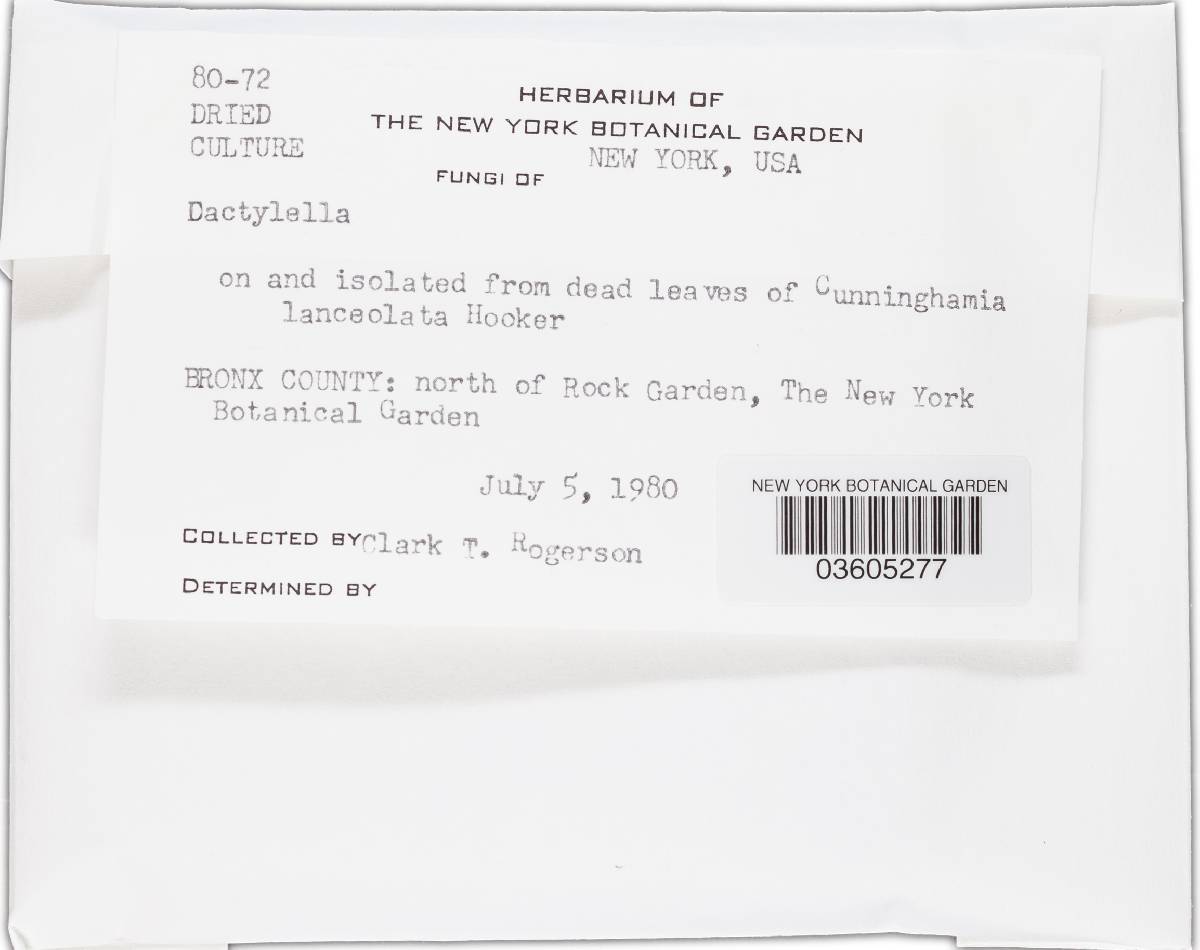 80-72
DRIED
CULTURE
HERBARIUM OF
THE NEW YORK BOTANICAL GARDEN
NEW YORK, USA
FUNGI OF
Dactylella
on and isolated from dead leaves of Cunninghamia
lanceolata Hooker
BRONX COUNTY: north of Rock Garden, The New York
Botanical Garden
July 5, 1980
COLLECTED BY Clark T. Rogerson
DETERMINED BY
NEW YORK BOTANICAL GARDEN
03605277